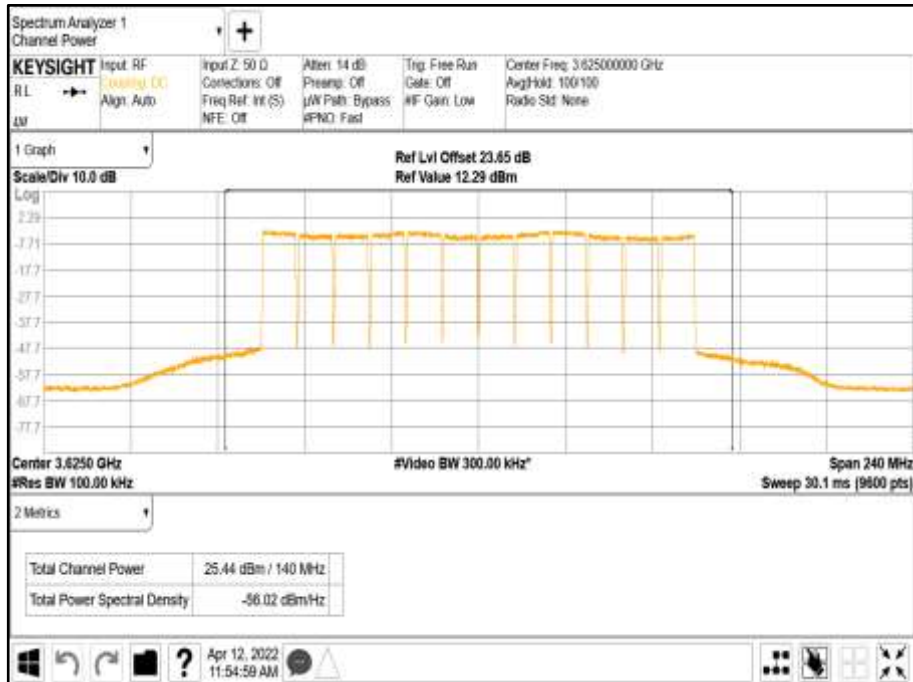 Spectrum Analyzer 1
Channel Power
+
KEYSIGHT Input: RF Input Z: 50 Ω Atten: 14 dB Trig: Free Run Center Freq: 3.625000000 GHz
RL Coupling: DC Corrections: Off Preamp: Off Gate: Off Avg|Hold: 100/100
Align: Auto Freq Ref: Int (S) µW Path: Bypass #IF Gain: Low Radio Std: None
NFE: Off #PNO: Fast
1 Graph
Ref Lvl Offset 23.65 dB
Scale/Div 10.0 dB Ref Value 12.29 dBm
Log
2.29
-7.71
-17.7
-27.7
-37.7
-47.7
-57.7
-67.7
-77.7
Center 3.6250 GHz #Video BW 300.00 kHz* Span 240 MHz
#Res BW 100.00 kHz Sweep 30.1 ms (9600 pts)
2 Metrics
Total Channel Power 25.44 dBm / 140 MHz
Total Power Spectral Density -56.02 dBm/Hz
? Apr 12, 2022
11:54:59 AM